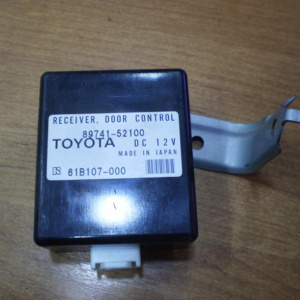 RECEIVER, DOOR CONTROL
89741-52100
TOYOTA DC 12V
MADE IN JAPAN
61B107-000